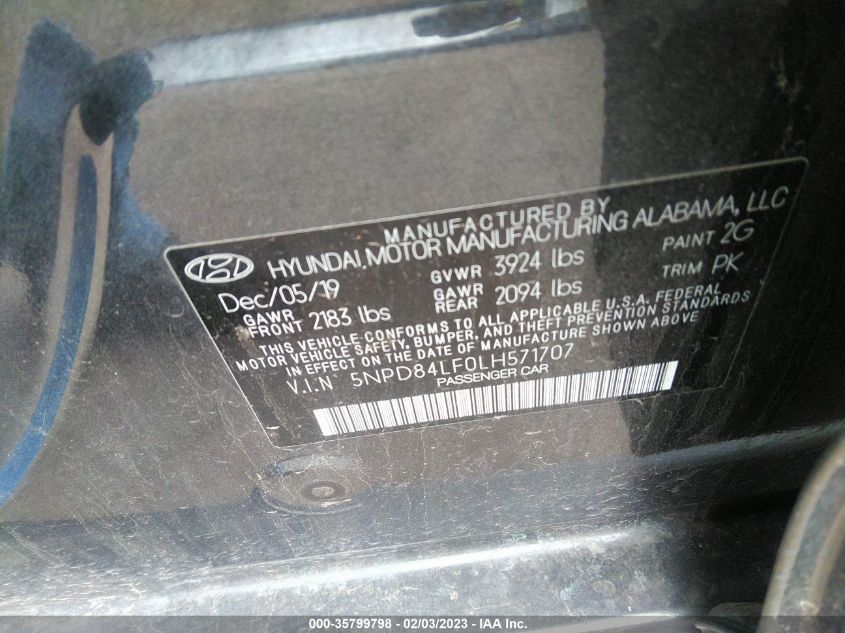 MANUFACTURED BY
HYUNDAI MOTOR MANUFACTURING ALABAMA, LLC
Dec/05/19 GVWR 3924 lbs PAINT 2G
GAWR FRONT 2183 lbs GAWR REAR 2094 lbs TRIM PK
THIS VEHICLE CONFORMS TO ALL APPLICABLE U.S.A. FEDERAL
MOTOR VEHICLE SAFETY, BUMPER, AND THEFT PREVENTION STANDARDS
IN EFFECT ON THE DATE OF MANUFACTURE SHOWN ABOVE
V.I.N 5NPD84LF0LH571707
PASSENGER CAR
000-35799798 - 02/03/2023 - IAA Inc.